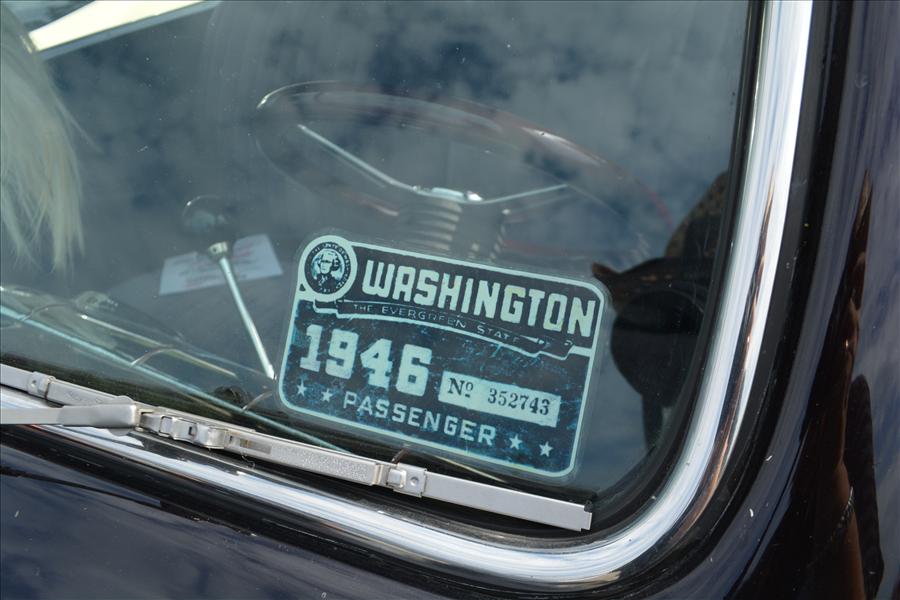 WASHINGTON
THE EVERGREEN STATE
1946
Nº 352743
PASSENGER